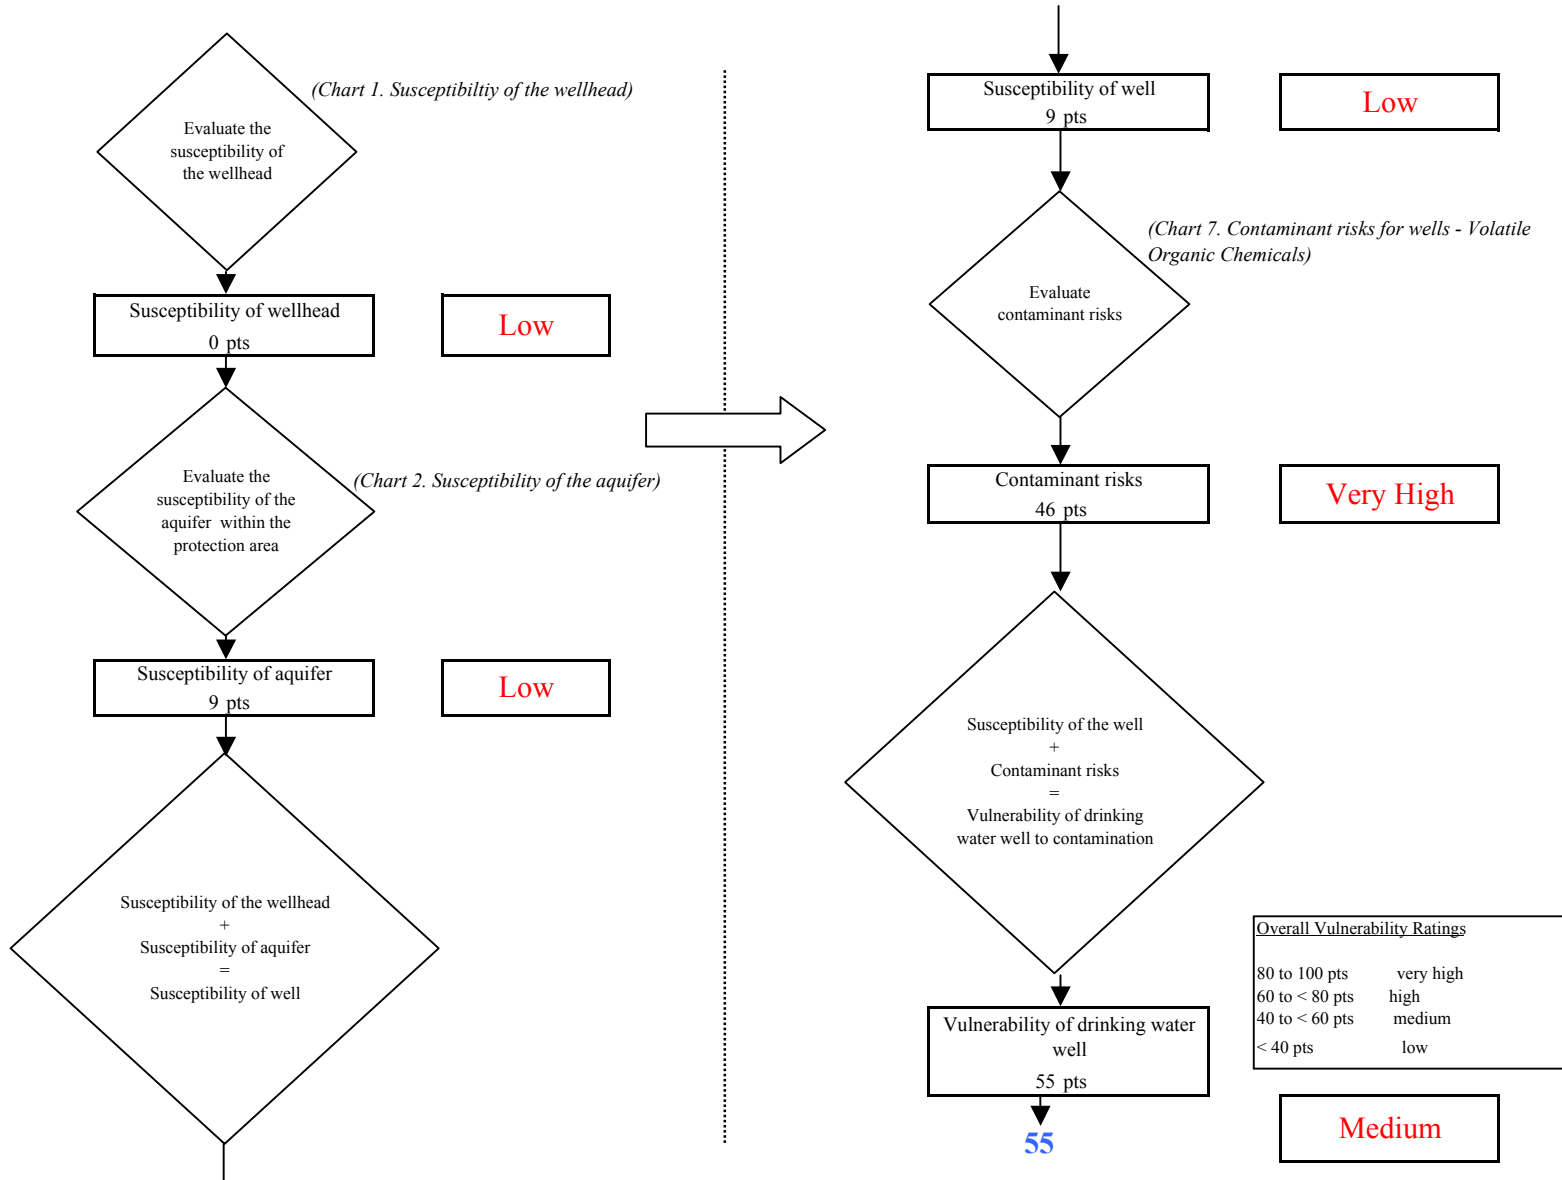 (Chart 1. Susceptibiltiy of the wellhead)
Evaluate the
susceptibility of
the wellhead
Susceptibility of wellhead
0 pts
Low
Evaluate the
susceptibility of the
aquifer within the
protection area
(Chart 2. Susceptibility of the aquifer)
Susceptibility of aquifer
9 pts
Low
Susceptibility of the wellhead
+
Susceptibility of aquifer
=
Susceptibility of well
Susceptibility of well
9 pts
Low
(Chart 7. Contaminant risks for wells - Volatile
Organic Chemicals)
Evaluate
contaminant risks
Contaminant risks
46 pts
Very High
Susceptibility of the well
+
Contaminant risks
=
Vulnerability of drinking
water well to contamination
Overall Vulnerability Ratings
80 to 100 pts very high
60 to < 80 pts high
40 to < 60 pts medium
< 40 pts low
Vulnerability of drinking water
well
55 pts
55
Medium